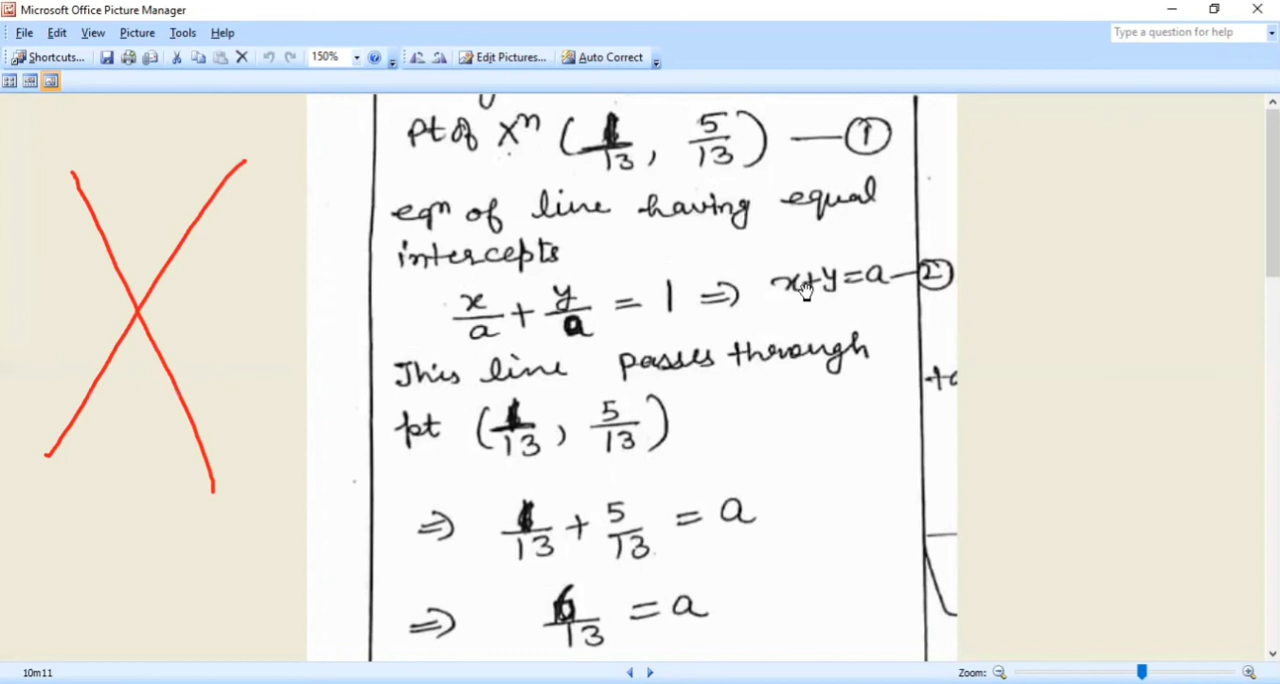 Microsoft Office Picture Manager
File Edit View Picture Tools Help
Type a question for help
Shortcuts... 150% Edit Pictures... Auto Correct
Pt of Xⁿ (1/13, 5/13) — ①
eqⁿ of line having equal
intercepts
x/a + y/a = 1 ⇒ x+y=a — ②
This line passes through
pt (1/13, 5/13)
⇒ 1/13 + 5/13 = a
⇒ 6/13 = a
10m11 Zoom: